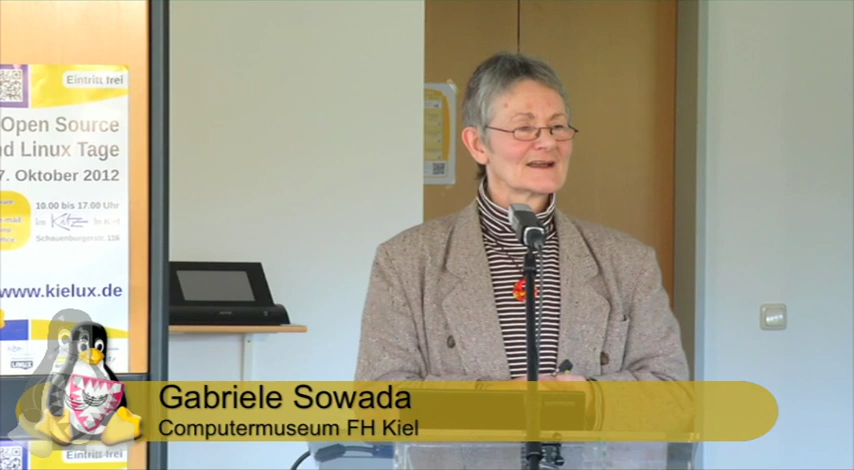 Eintritt frei
Open Source
nd Linux Tage
7. Oktober 2012
10.00 bis 17.00 Uhr
Schauenburgerstr. 116
www.kielux.de
Gabriele Sowada
Computermuseum FH Kiel
Eintritt frei